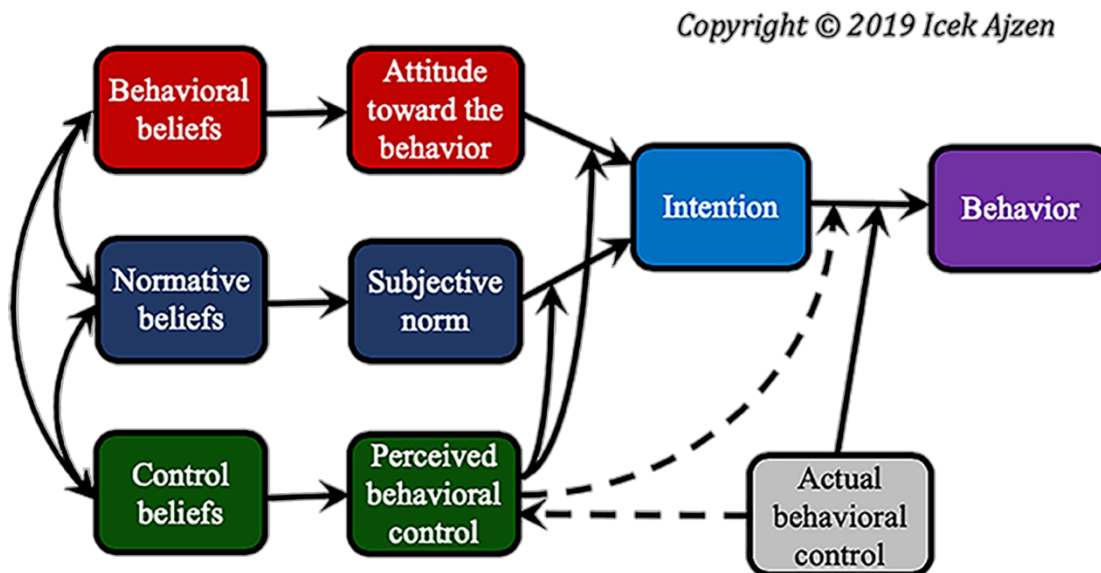 Copyright © 2019 Icek Ajzen
Behavioral
beliefs
Attitude
toward the
behavior
Intention
Behavior
Normative
beliefs
Subjective
norm
Control
beliefs
Perceived
behavioral
control
Actual
behavioral
control